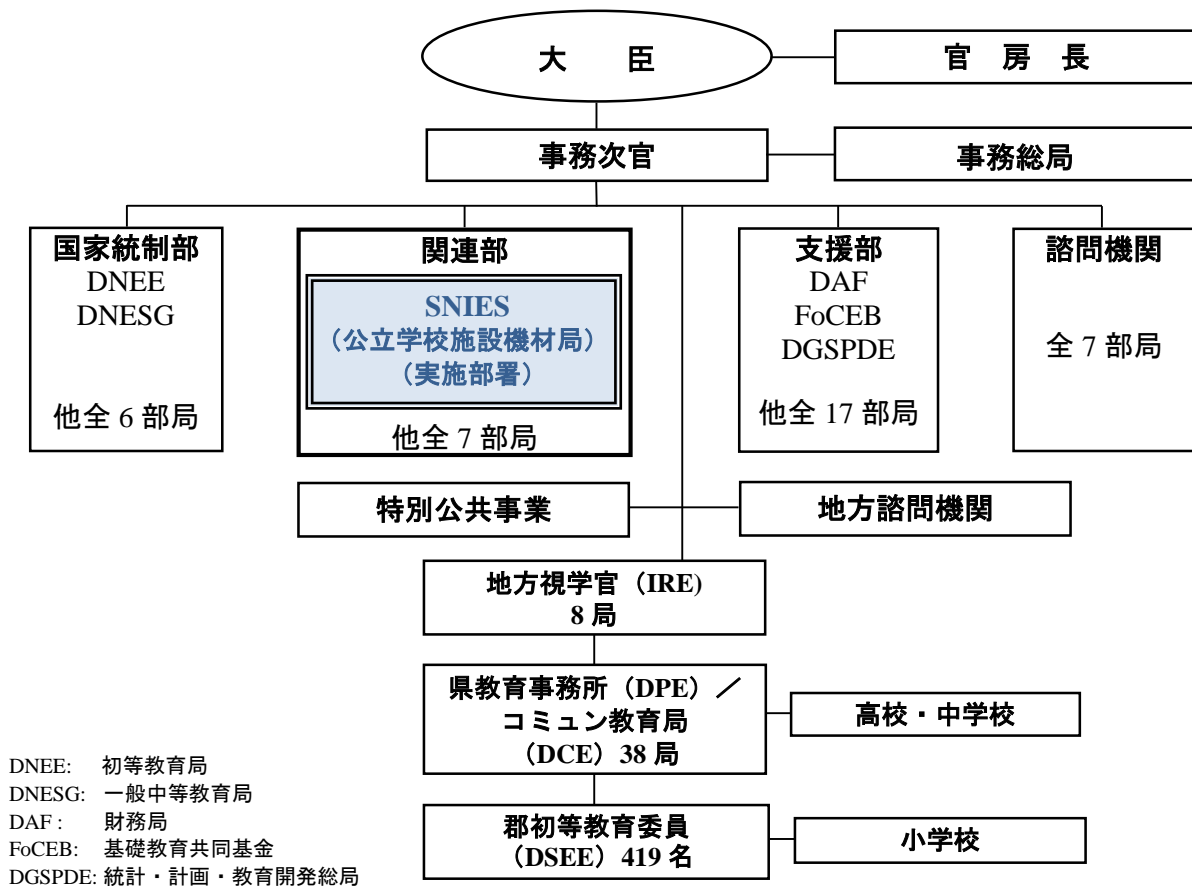 大　臣
官　房　長
事務次官
事務総局
国家統制部
DNEE
DNESG
他全 6 部局
関連部
SNIES
（公立学校施設機材局）
（実施部署）
他全 7 部局
支援部
DAF
FoCEB
DGSPDE
他全 17 部局
諮問機関
全 7 部局
特別公共事業
地方諮問機関
地方視学官（IRE)
8 局
県教育事務所（DPE）／
コミュン教育局
（DCE）38 局
高校・中学校
郡初等教育委員
（DSEE）419 名
小学校
DNEE: 初等教育局
DNESG: 一般中等教育局
DAF : 財務局
FoCEB: 基礎教育共同基金
DGSPDE: 統計・計画・教育開発総局